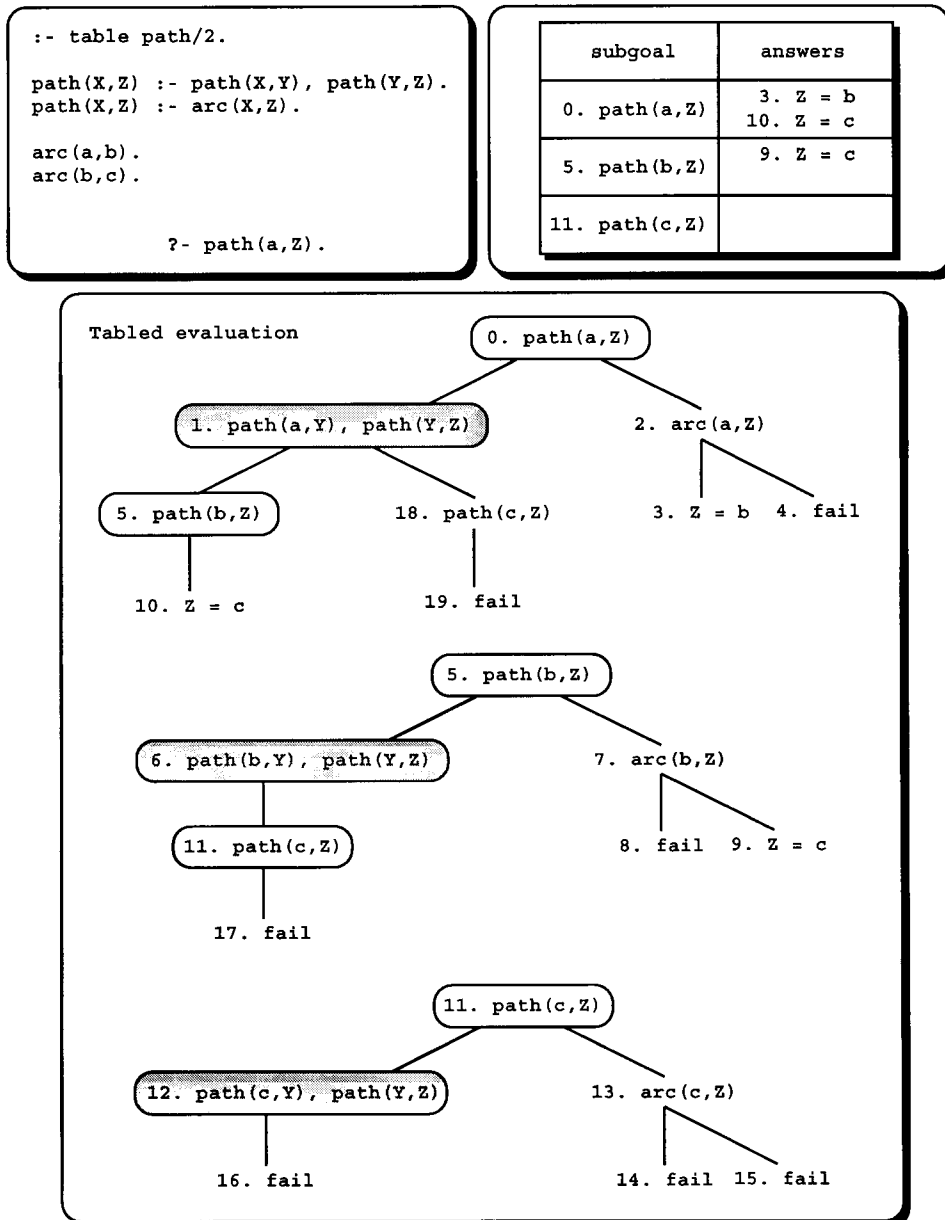 :- table path/2.
path(X,Z) :- path(X,Y), path(Y,Z).
path(X,Z) :- arc(X,Z).
arc(a,b).
arc(b,c).
?- path(a,Z).
subgoal answers
0. path(a,Z) 3. Z = b
10. Z = c
5. path(b,Z) 9. Z = c
11. path(c,Z)
Tabled evaluation
0. path(a,Z)
1. path(a,Y), path(Y,Z) 2. arc(a,Z)
5. path(b,Z) 18. path(c,Z) 3. Z = b 4. fail
10. Z = c 19. fail
5. path(b,Z)
6. path(b,Y), path(Y,Z) 7. arc(b,Z)
11. path(c,Z) 8. fail 9. Z = c
17. fail
11. path(c,Z)
12. path(c,Y), path(Y,Z) 13. arc(c,Z)
16. fail 14. fail 15. fail